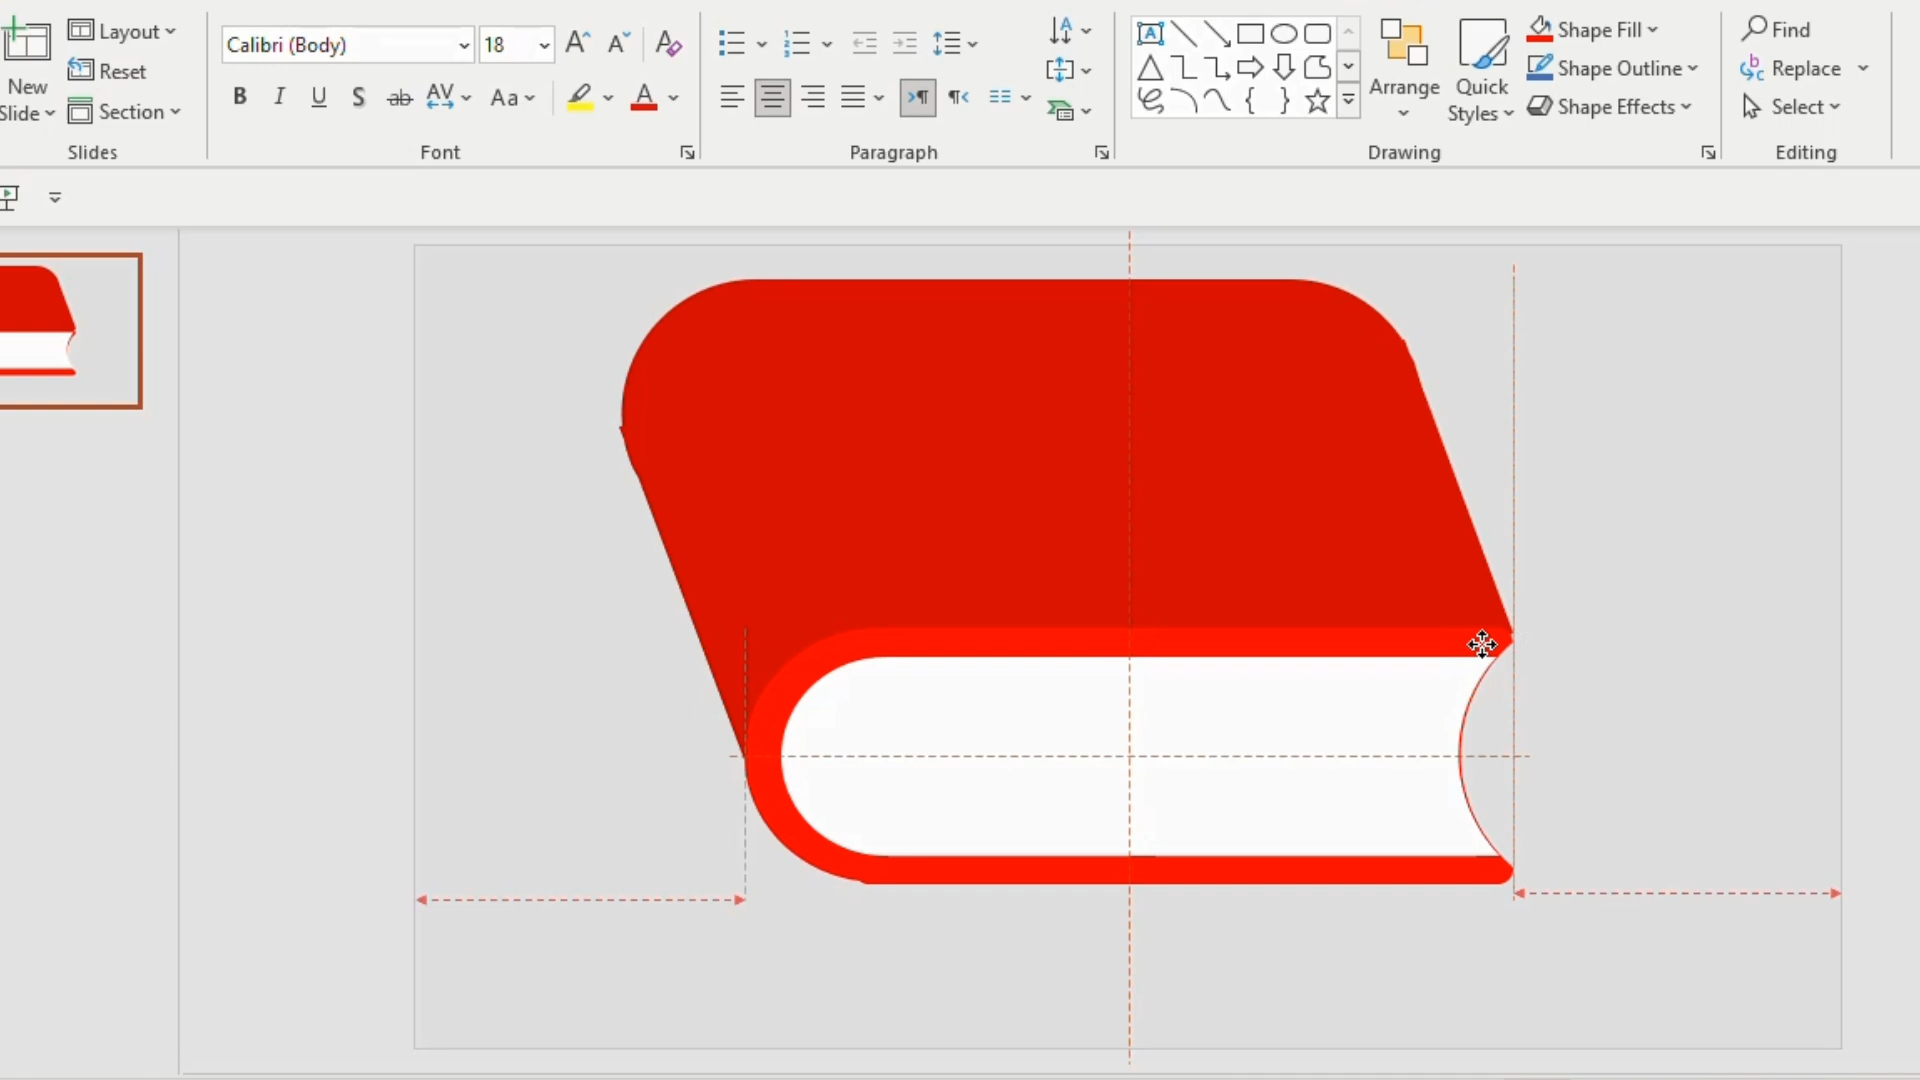 New
Slide
Layout
Reset
Section
Slides
Calibri (Body)
18
A
A
A
B
I
U
S
ab
AV
Aa
A
Font
Paragraph
A
Arrange
Quick
Styles
Shape Fill
Shape Outline
Shape Effects
Drawing
Find
Replace
Select
Editing